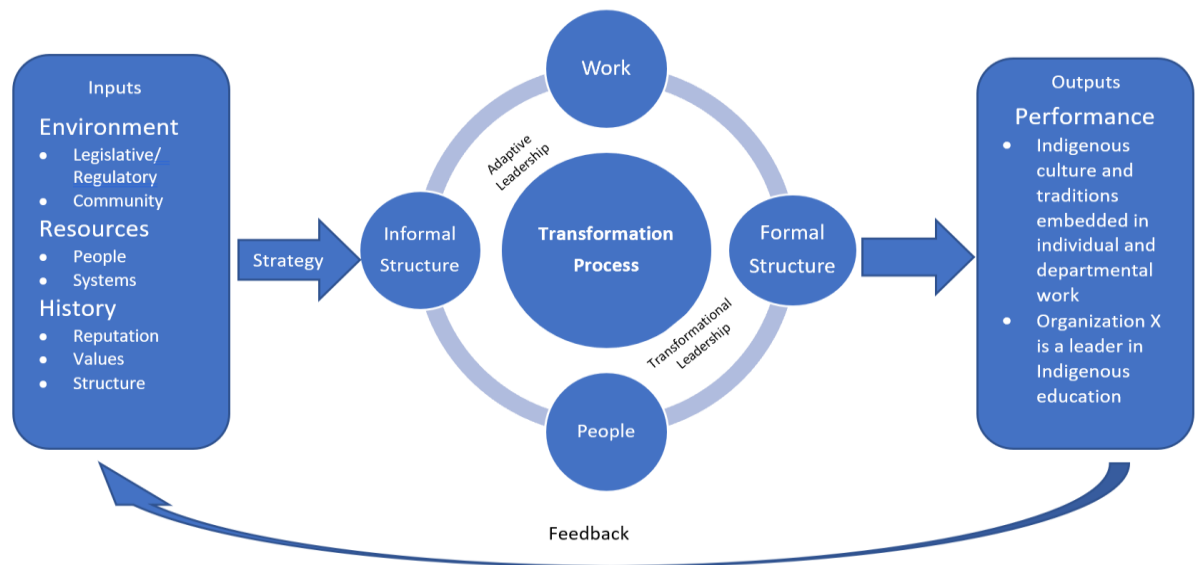 Inputs
Environment
• Legislative/
Regulatory
• Community
Resources
• People
• Systems
History
• Reputation
• Values
• Structure
Strategy
Work
Adaptive
Leadership
Informal
Structure
Transformation
Process
Formal
Structure
Transformational
Leadership
People
Outputs
Performance
• Indigenous
culture and
traditions
embedded in
individual and
departmental
work
• Organization X
is a leader in
Indigenous
education
Feedback